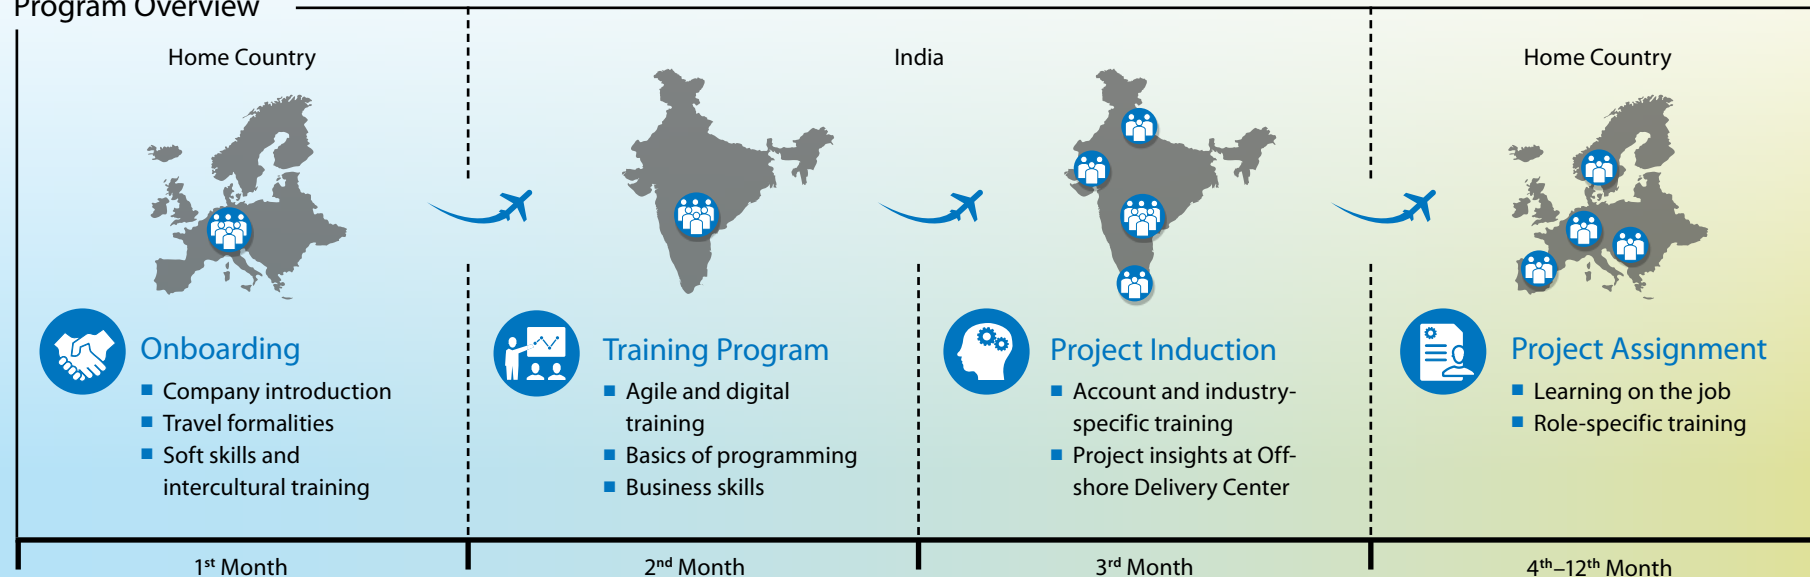 Program Overview
Home Country
India
Home Country
Onboarding
■ Company introduction
■ Travel formalities
■ Soft skills and
intercultural training
Training Program
■ Agile and digital
training
■ Basics of programming
■ Business skills
Project Induction
■ Account and industry-
specific training
■ Project insights at Off-
shore Delivery Center
Project Assignment
■ Learning on the job
■ Role-specific training
1st Month
2nd Month
3rd Month
4th–12th Month